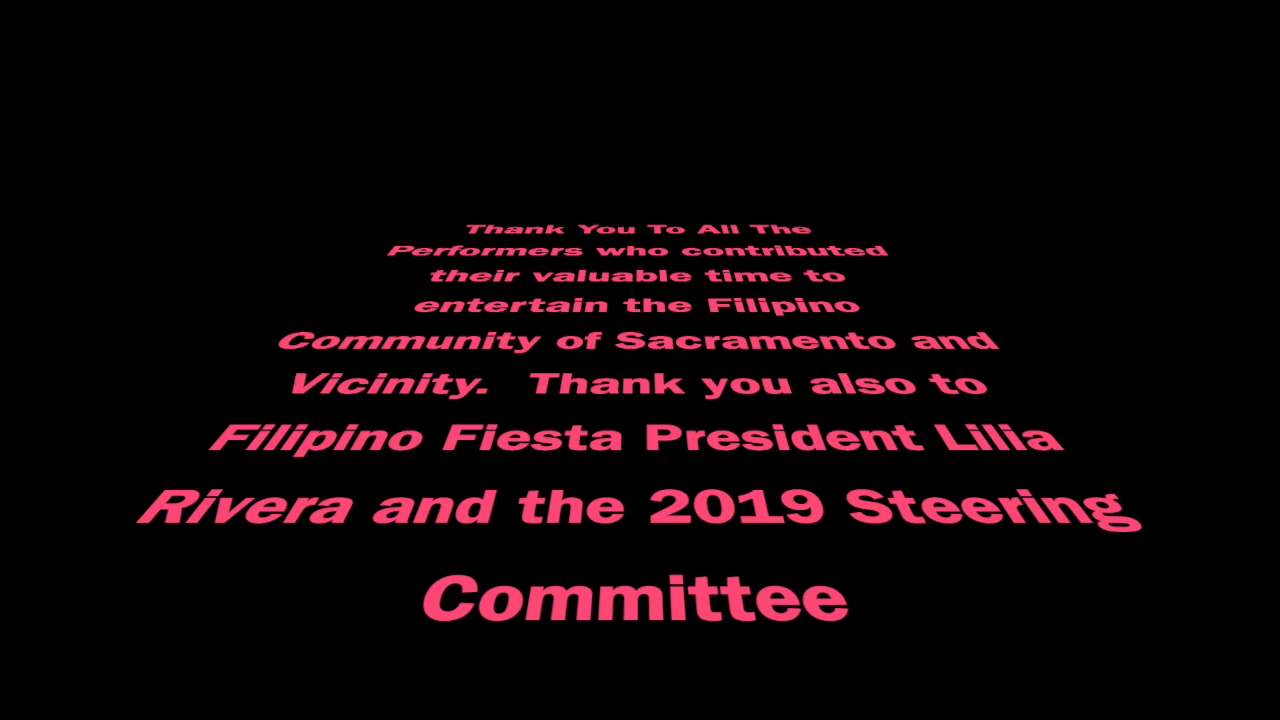 Thank You To All The
Performers who contributed
their valuable time to
entertain the Filipino
Community of Sacramento and
Vicinity.  Thank you also to
Filipino Fiesta President Lilia
Rivera and the 2019 Steering
Committee